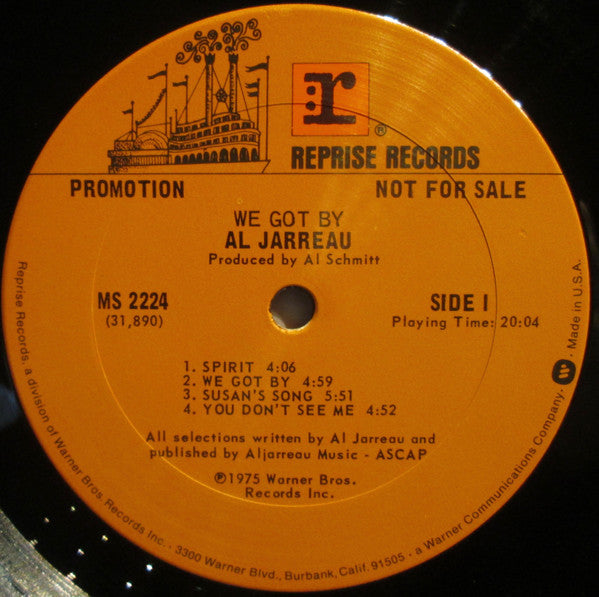 :r
®
REPRISE RECORDS
PROMOTION NOT FOR SALE
WE GOT BY
AL JARREAU
Produced by Al Schmitt
MS 2224 SIDE 1
(31,890) Playing Time: 20:04
1. SPIRIT 4:06
2. WE GOT BY 4:59
3. SUSAN'S SONG 5:51
4. YOU DON'T SEE ME 4:52
All selections written by Al Jarreau and
published by Aljarreau Music - ASCAP
℗1975 Warner Bros.
Records Inc.
Reprise Records, a division of Warner Bros. Records Inc. - 3300 Warner Blvd., Burbank, Calif. 91505 - a Warner Communications Company - W - Made in U.S.A.